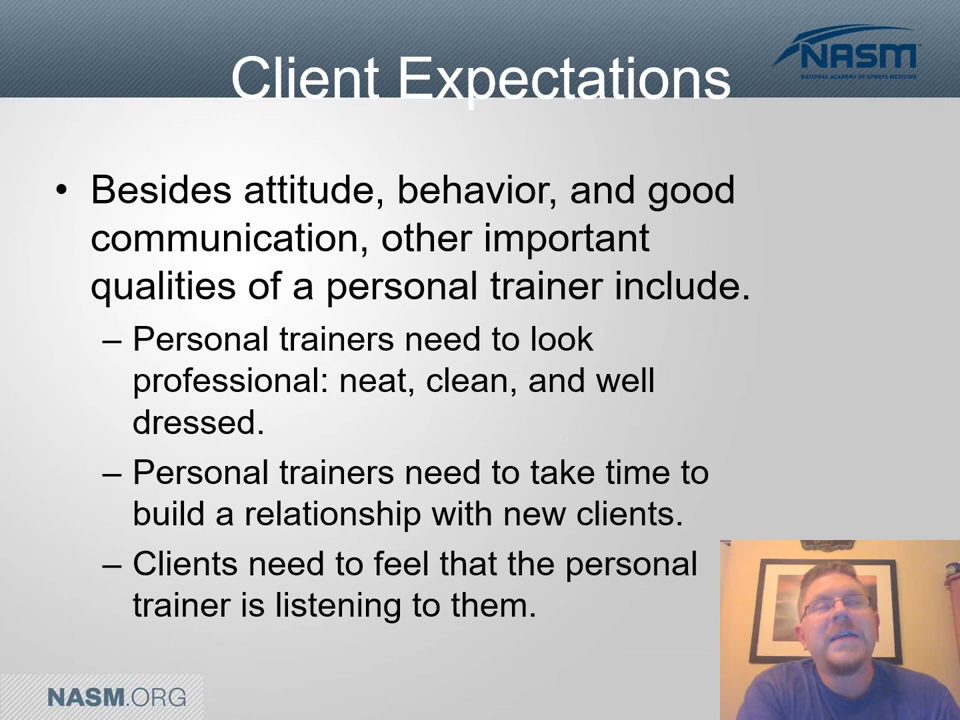 NASM
NATIONAL ACADEMY OF SPORTS MEDICINE
Client Expectations
• Besides attitude, behavior, and good
communication, other important
qualities of a personal trainer include.
– Personal trainers need to look
professional: neat, clean, and well
dressed.
– Personal trainers need to take time to
build a relationship with new clients.
– Clients need to feel that the personal
trainer is listening to them.
NASM.ORG